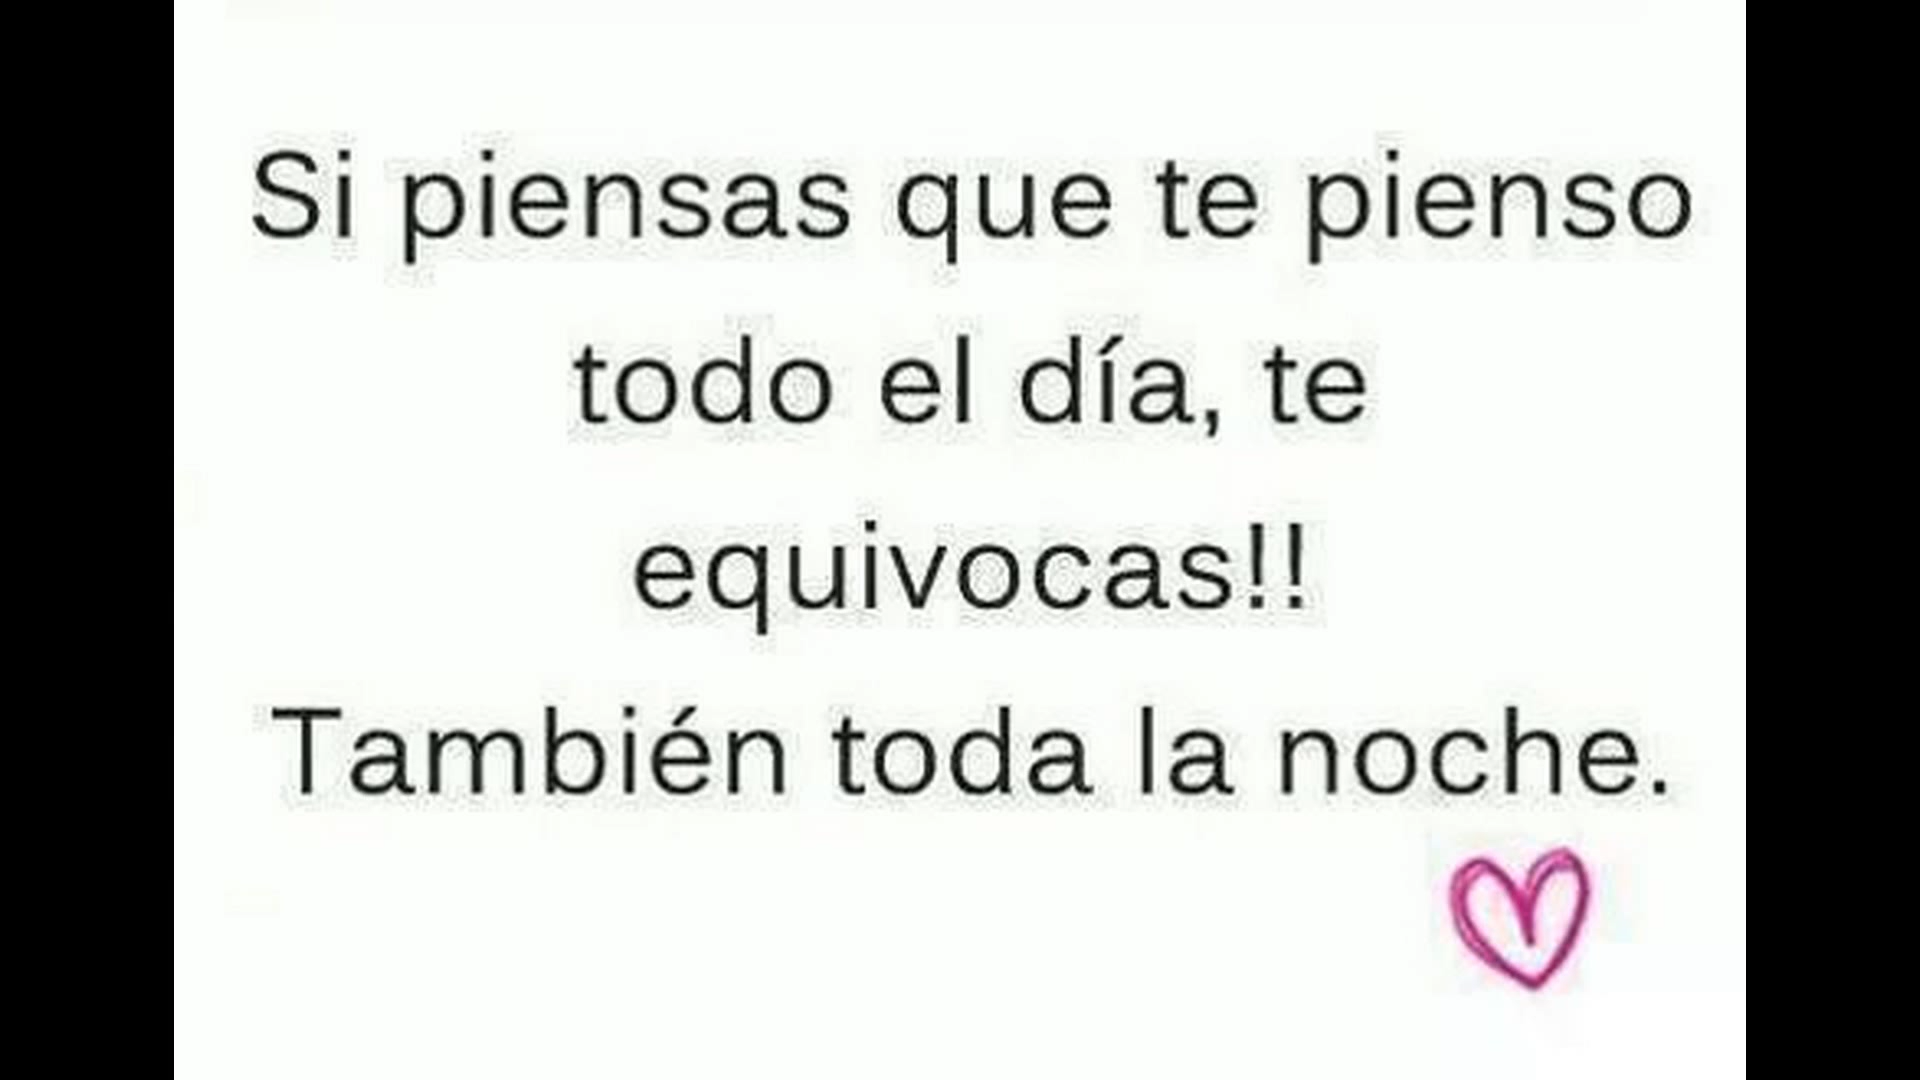 Si piensas que te pienso
todo el día, te
equivocas!!
También toda la noche.